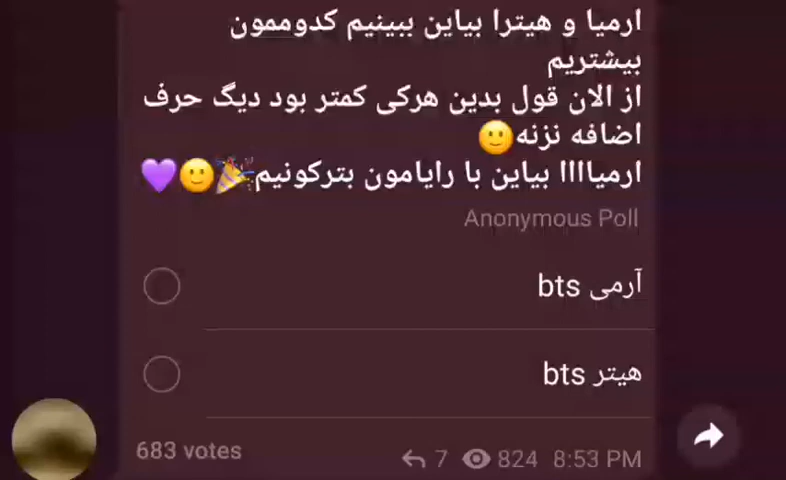 ارمیا و هیترا بیاین ببینیم کدوممون
بیشتریم
از الان قول بدین هرکی کمتر بود دیگ حرف
اضافه نزنه🙂
ارمیاااا بیاین با رایامون بترکونیم🎉🙂💜
Anonymous Poll
آرمی bts
هیتر bts
683 votes
7 824 8:53 PM